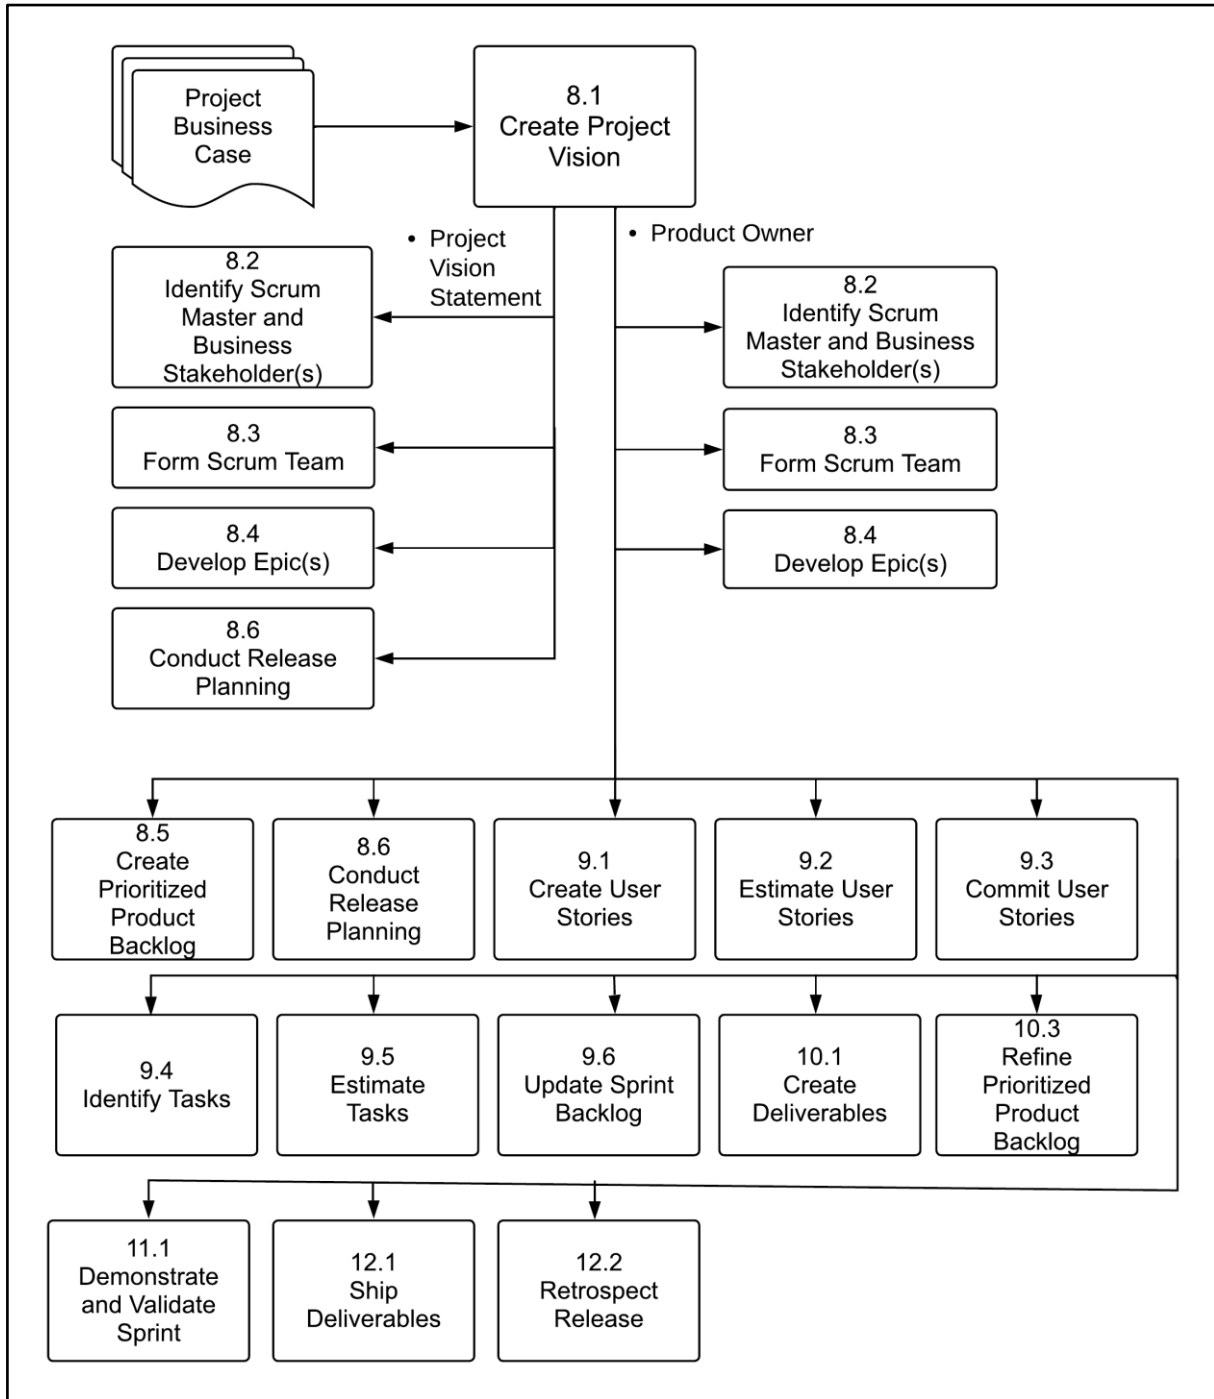 Project
Business
Case
8.1
Create Project
Vision
• Project
Vision
Statement
• Product Owner
8.2
Identify Scrum
Master and
Business
Stakeholder(s)
8.2
Identify Scrum
Master and Business
Stakeholder(s)
8.3
Form Scrum Team
8.3
Form Scrum Team
8.4
Develop Epic(s)
8.4
Develop Epic(s)
8.6
Conduct Release
Planning
8.5
Create
Prioritized
Product
Backlog
8.6
Conduct
Release
Planning
9.1
Create User
Stories
9.2
Estimate User
Stories
9.3
Commit User
Stories
9.4
Identify Tasks
9.5
Estimate
Tasks
9.6
Update Sprint
Backlog
10.1
Create
Deliverables
10.3
Refine
Prioritized
Product
Backlog
11.1
Demonstrate
and Validate
Sprint
12.1
Ship
Deliverables
12.2
Retrospect
Release